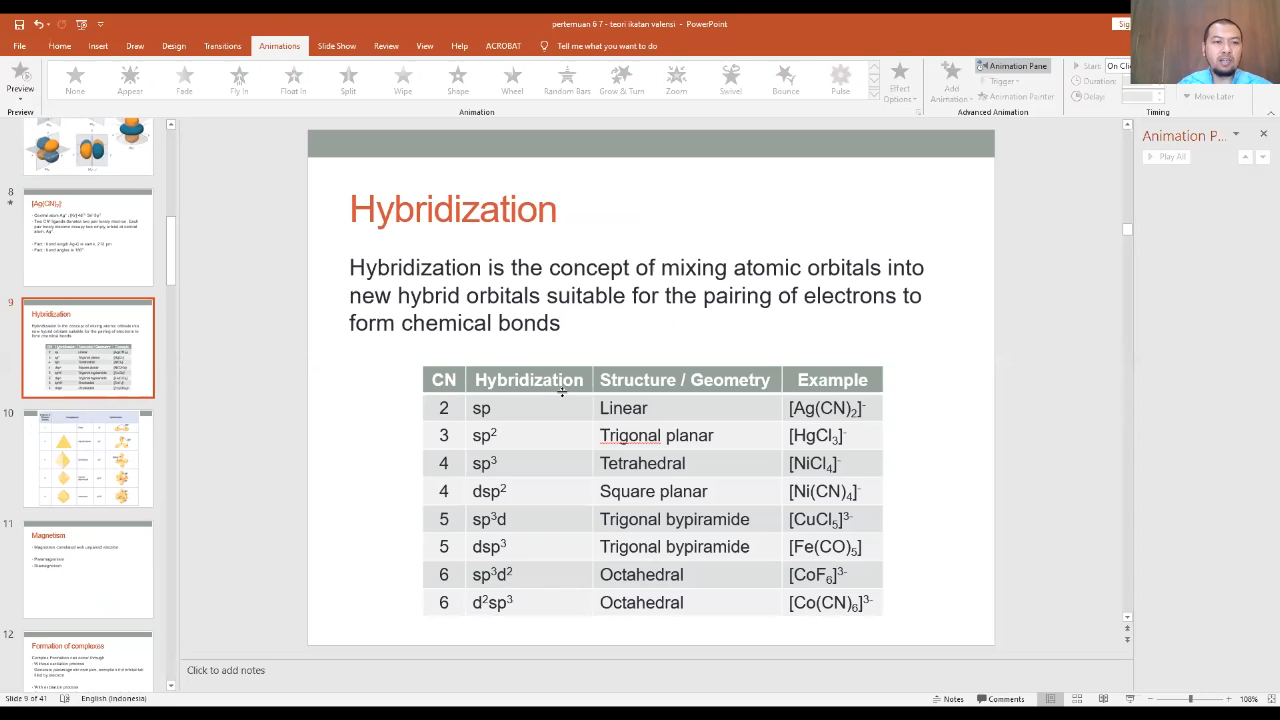 pertemuan 6 7 - teori ikatan valensi - PowerPoint
File Home Insert Draw Design Transitions Animations Slide Show Review View Help ACROBAT Tell me what you want to do
Preview
None Appear Fade Fly In Float In Split Wipe Shape Wheel Random Bars Grow & Turn Zoom Swivel Bounce Pulse
Effect Options
Add Animation
Animation Pane
Trigger
Animation Painter
Start: On Cli
Duration:
Delay:
Move Later
Preview Animation Advanced Animation Timing
8
[Ag(CN)2]-
9
Hybridization
10
11
Magnetism
12
Formation of complexes
Hybridization
Hybridization is the concept of mixing atomic orbitals into
new hybrid orbitals suitable for the pairing of electrons to
form chemical bonds
CN Hybridization Structure / Geometry Example
2 sp Linear [Ag(CN)2]-
3 sp2 Trigonal planar [HgCl3]-
4 sp3 Tetrahedral [NiCl4]-
4 dsp2 Square planar [Ni(CN)4]-
5 sp3d Trigonal bypiramide [CuCl5]3-
5 dsp3 Trigonal bypiramide [Fe(CO)5]
6 sp3d2 Octahedral [CoF6]3-
6 d2sp3 Octahedral [Co(CN)6]3-
Animation P...
Play All
Click to add notes
Slide 9 of 41 English (Indonesia) Notes Comments 108%